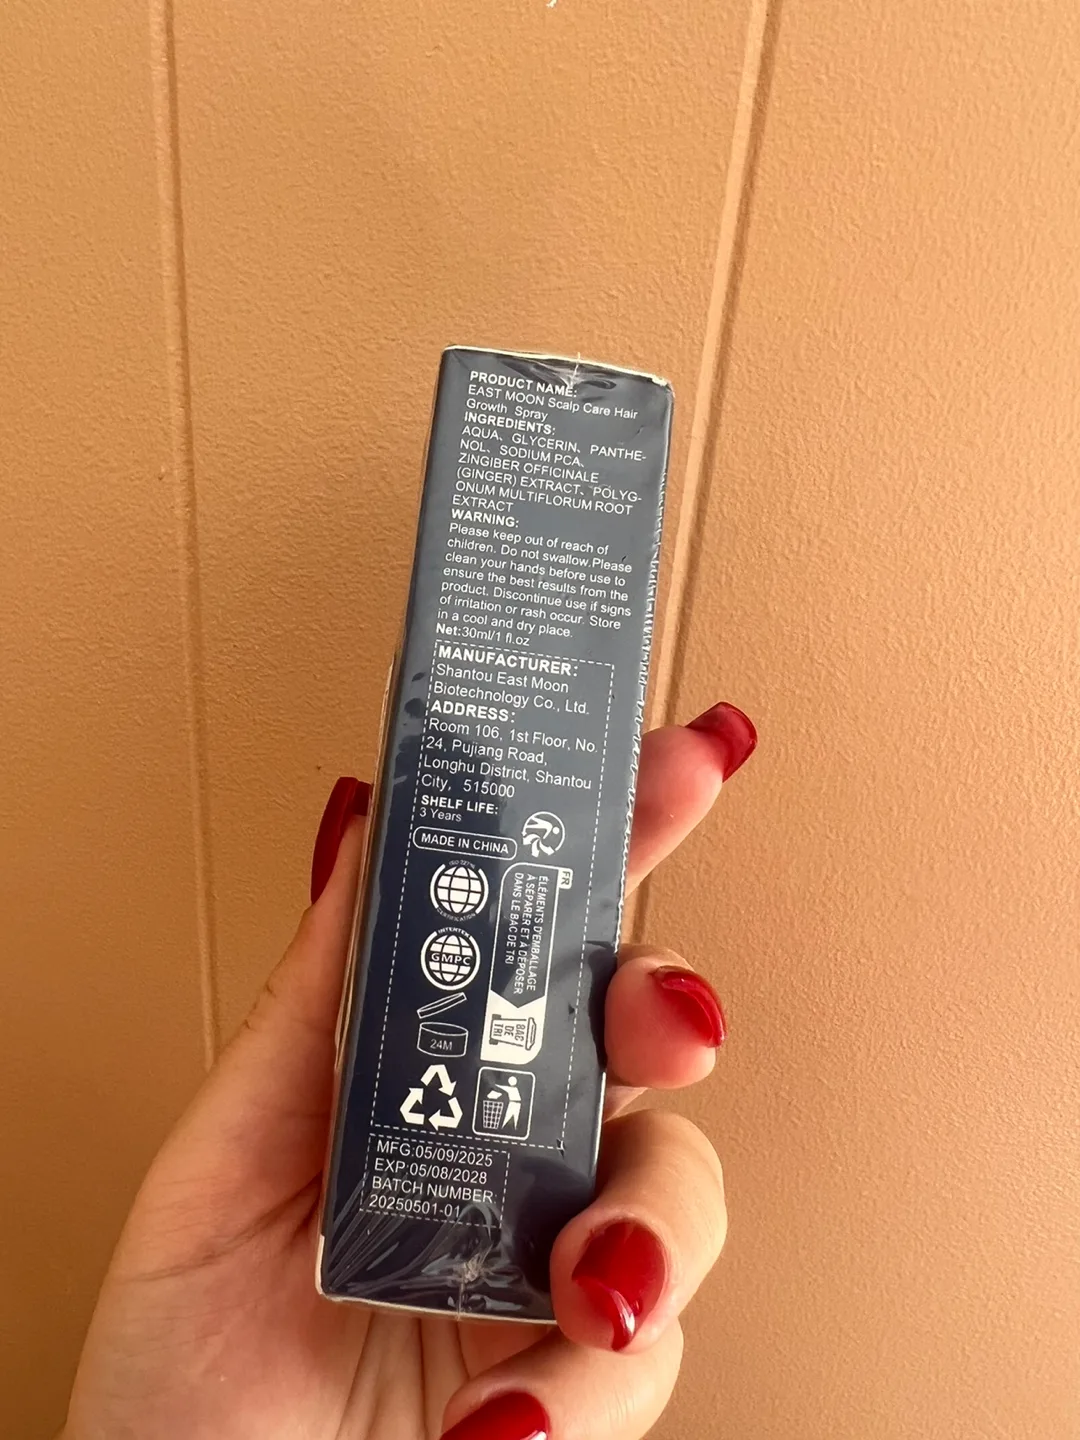 PRODUCT NAME:
EAST MOON Scalp Care Hair
Growth Spray
INGREDIENTS:
AQUA、GLYCERIN、PANTHE-
NOL、SODIUM PCA、
ZINGIBER OFFICINALE
(GINGER) EXTRACT、POLYG-
ONUM MULTIFLORUM ROOT
EXTRACT
WARNING:
Please keep out of reach of
children. Do not swallow.Please
clean your hands before use to
ensure the best results from the
product. Discontinue use if signs
of irritation or rash occur. Store
in a cool and dry place.
Net:30ml/1 fl.oz
MANUFACTURER:
Shantou East Moon
Biotechnology Co., Ltd.
ADDRESS:
Room 106, 1st Floor, No.
24, Pujiang Road,
Longhu District, Shantou
City, 515000
SHELF LIFE:
3 Years
MADE IN CHINA
FR
ÉLÉMENTS D'EMBALLAGE
À SÉPARER ET À DÉPOSER
DANS LE BAC DE TRI
BAC
DE
TRI
CERTIFICATION
INTERTEK
GMPC
24M
MFG:05/09/2025
EXP:05/08/2028
BATCH NUMBER:
20250501-01